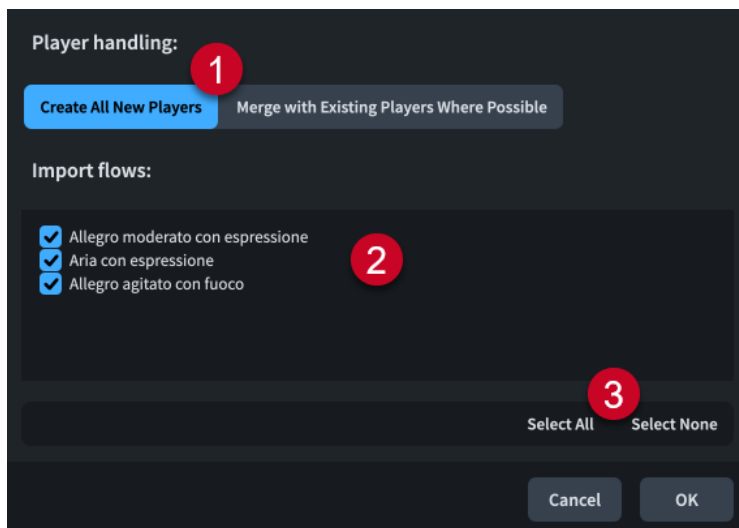 Player handling:
1
Create All New Players Merge with Existing Players Where Possible
Import flows:
Allegro moderato con espressione
Aria con espressione
2
Allegro agitato con fuoco
3
Select All Select None
Cancel OK